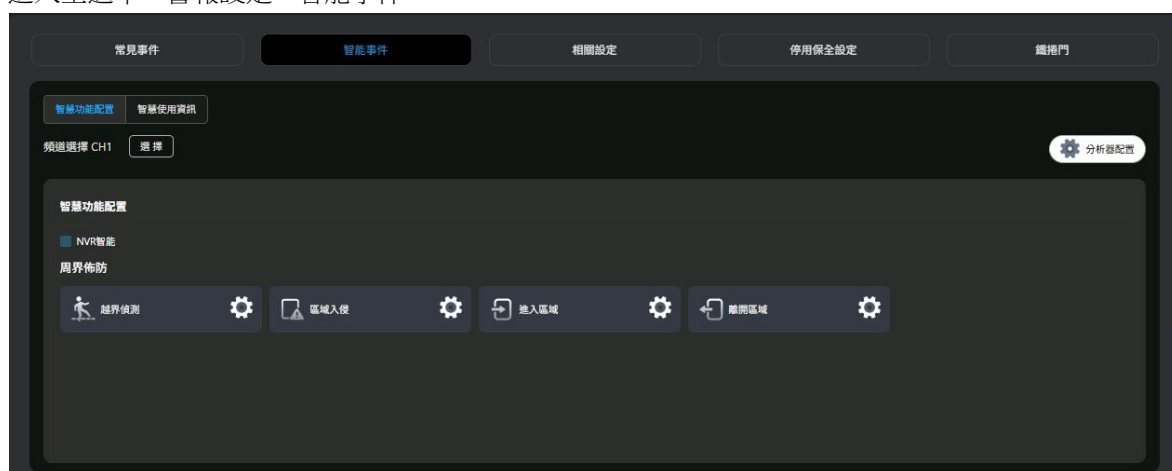 常見事件 智能事件 相關設定 停用保全設定 鐵捲門
智慧功能配置 智慧使用資訊
頻道選擇 CH1 選擇 分析器配置
智慧功能配置
NVR智能
周界佈防
越界偵測 區域入侵 進入區域 離開區域